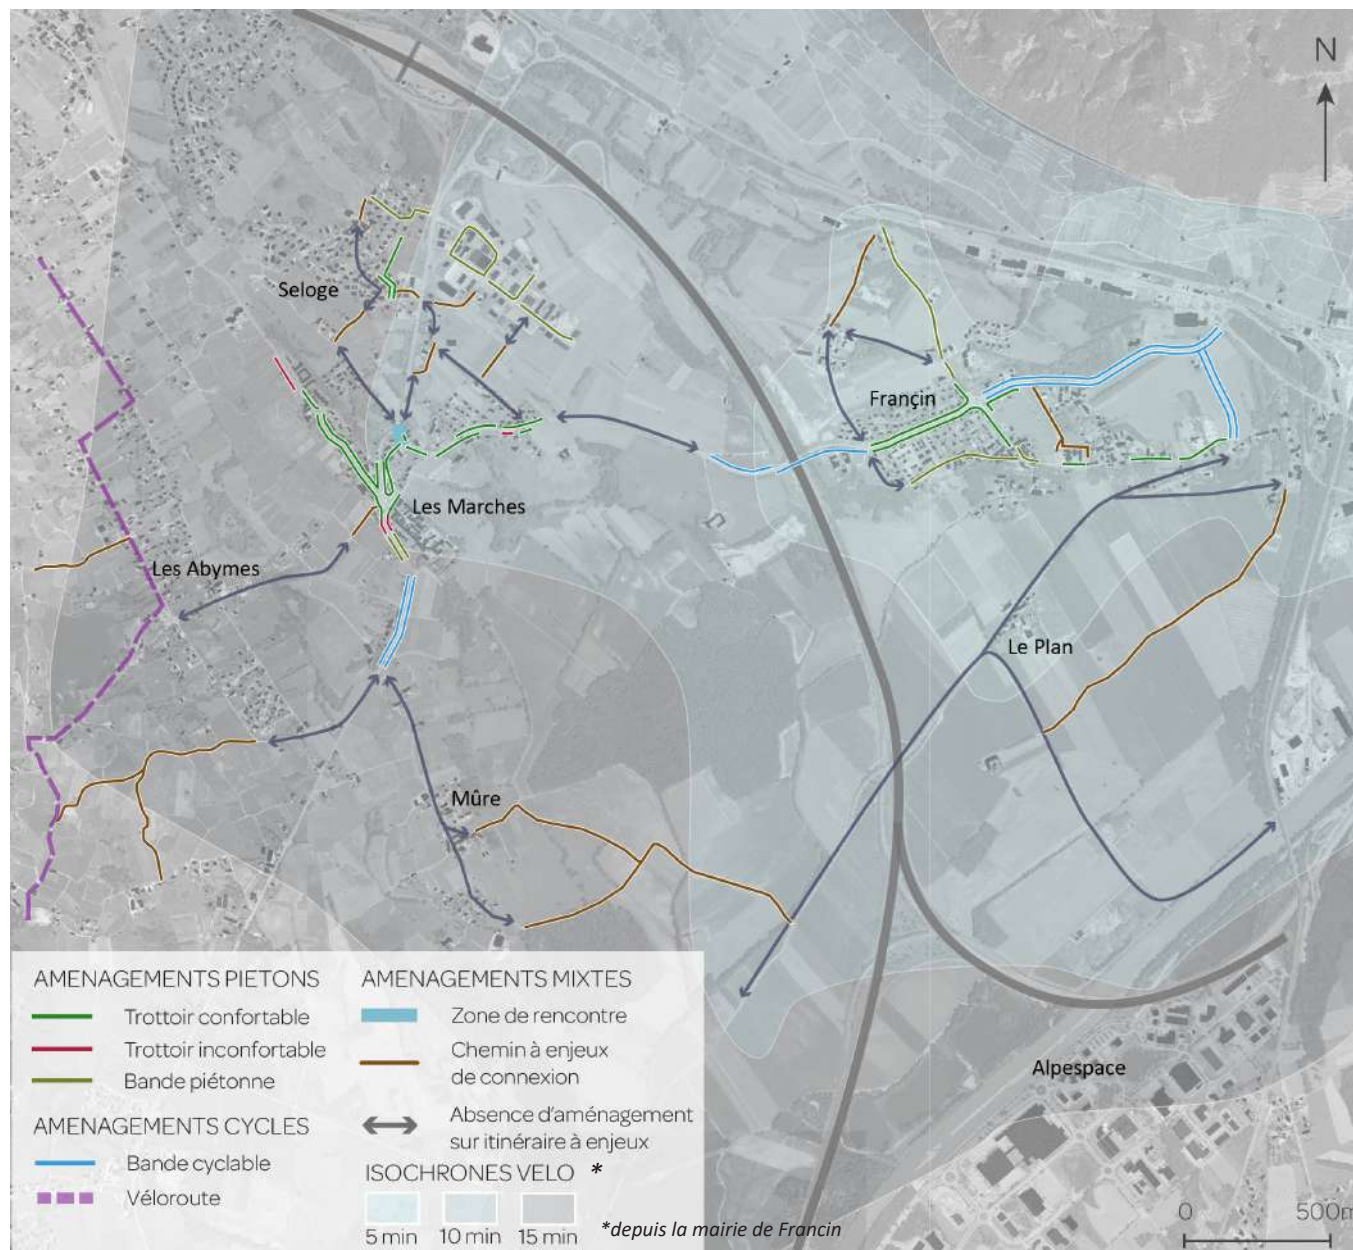 N
Seloge
Françin
Les Marches
Les Abymes
Le Plan
Mûre
Alpespace
AMENAGEMENTS PIETONS
Trottoir confortable
Trottoir inconfortable
Bande piétonne
AMENAGEMENTS CYCLES
Bande cyclable
Véloroute
AMENAGEMENTS MIXTES
Zone de rencontre
Chemin à enjeux
de connexion
Absence d'aménagement
sur itinéraire à enjeux
ISOCHRONES VELO *
5 min 10 min 15 min
*depuis la mairie de Francin
0 500m